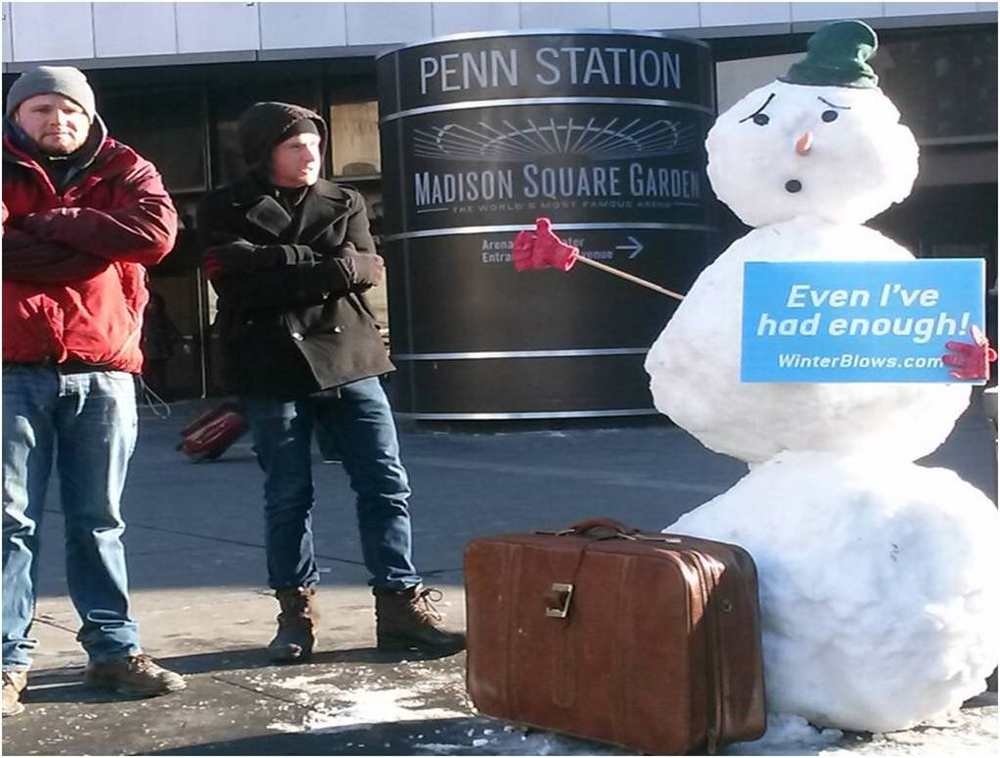 PENN STATION
MADISON SQUARE GARDEN
THE WORLD'S MOST FAMOUS ARENA
Even I've
had enough!
WinterBlows.com